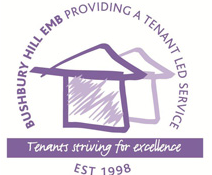 BUSHBURY HILL EMB PROVIDING A TENANT LED SERVICE
Tenants striving for excellence
EST 1998